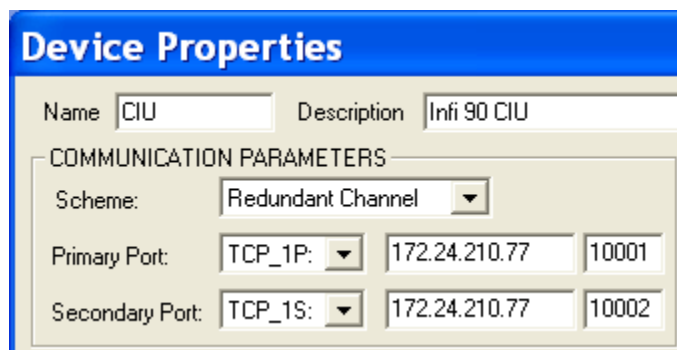 Device Properties
Name CIU Description Infi 90 CIU
COMMUNICATION PARAMETERS
Scheme: Redundant Channel
Primary Port: TCP_1P: 172.24.210.77 10001
Secondary Port: TCP_1S: 172.24.210.77 10002